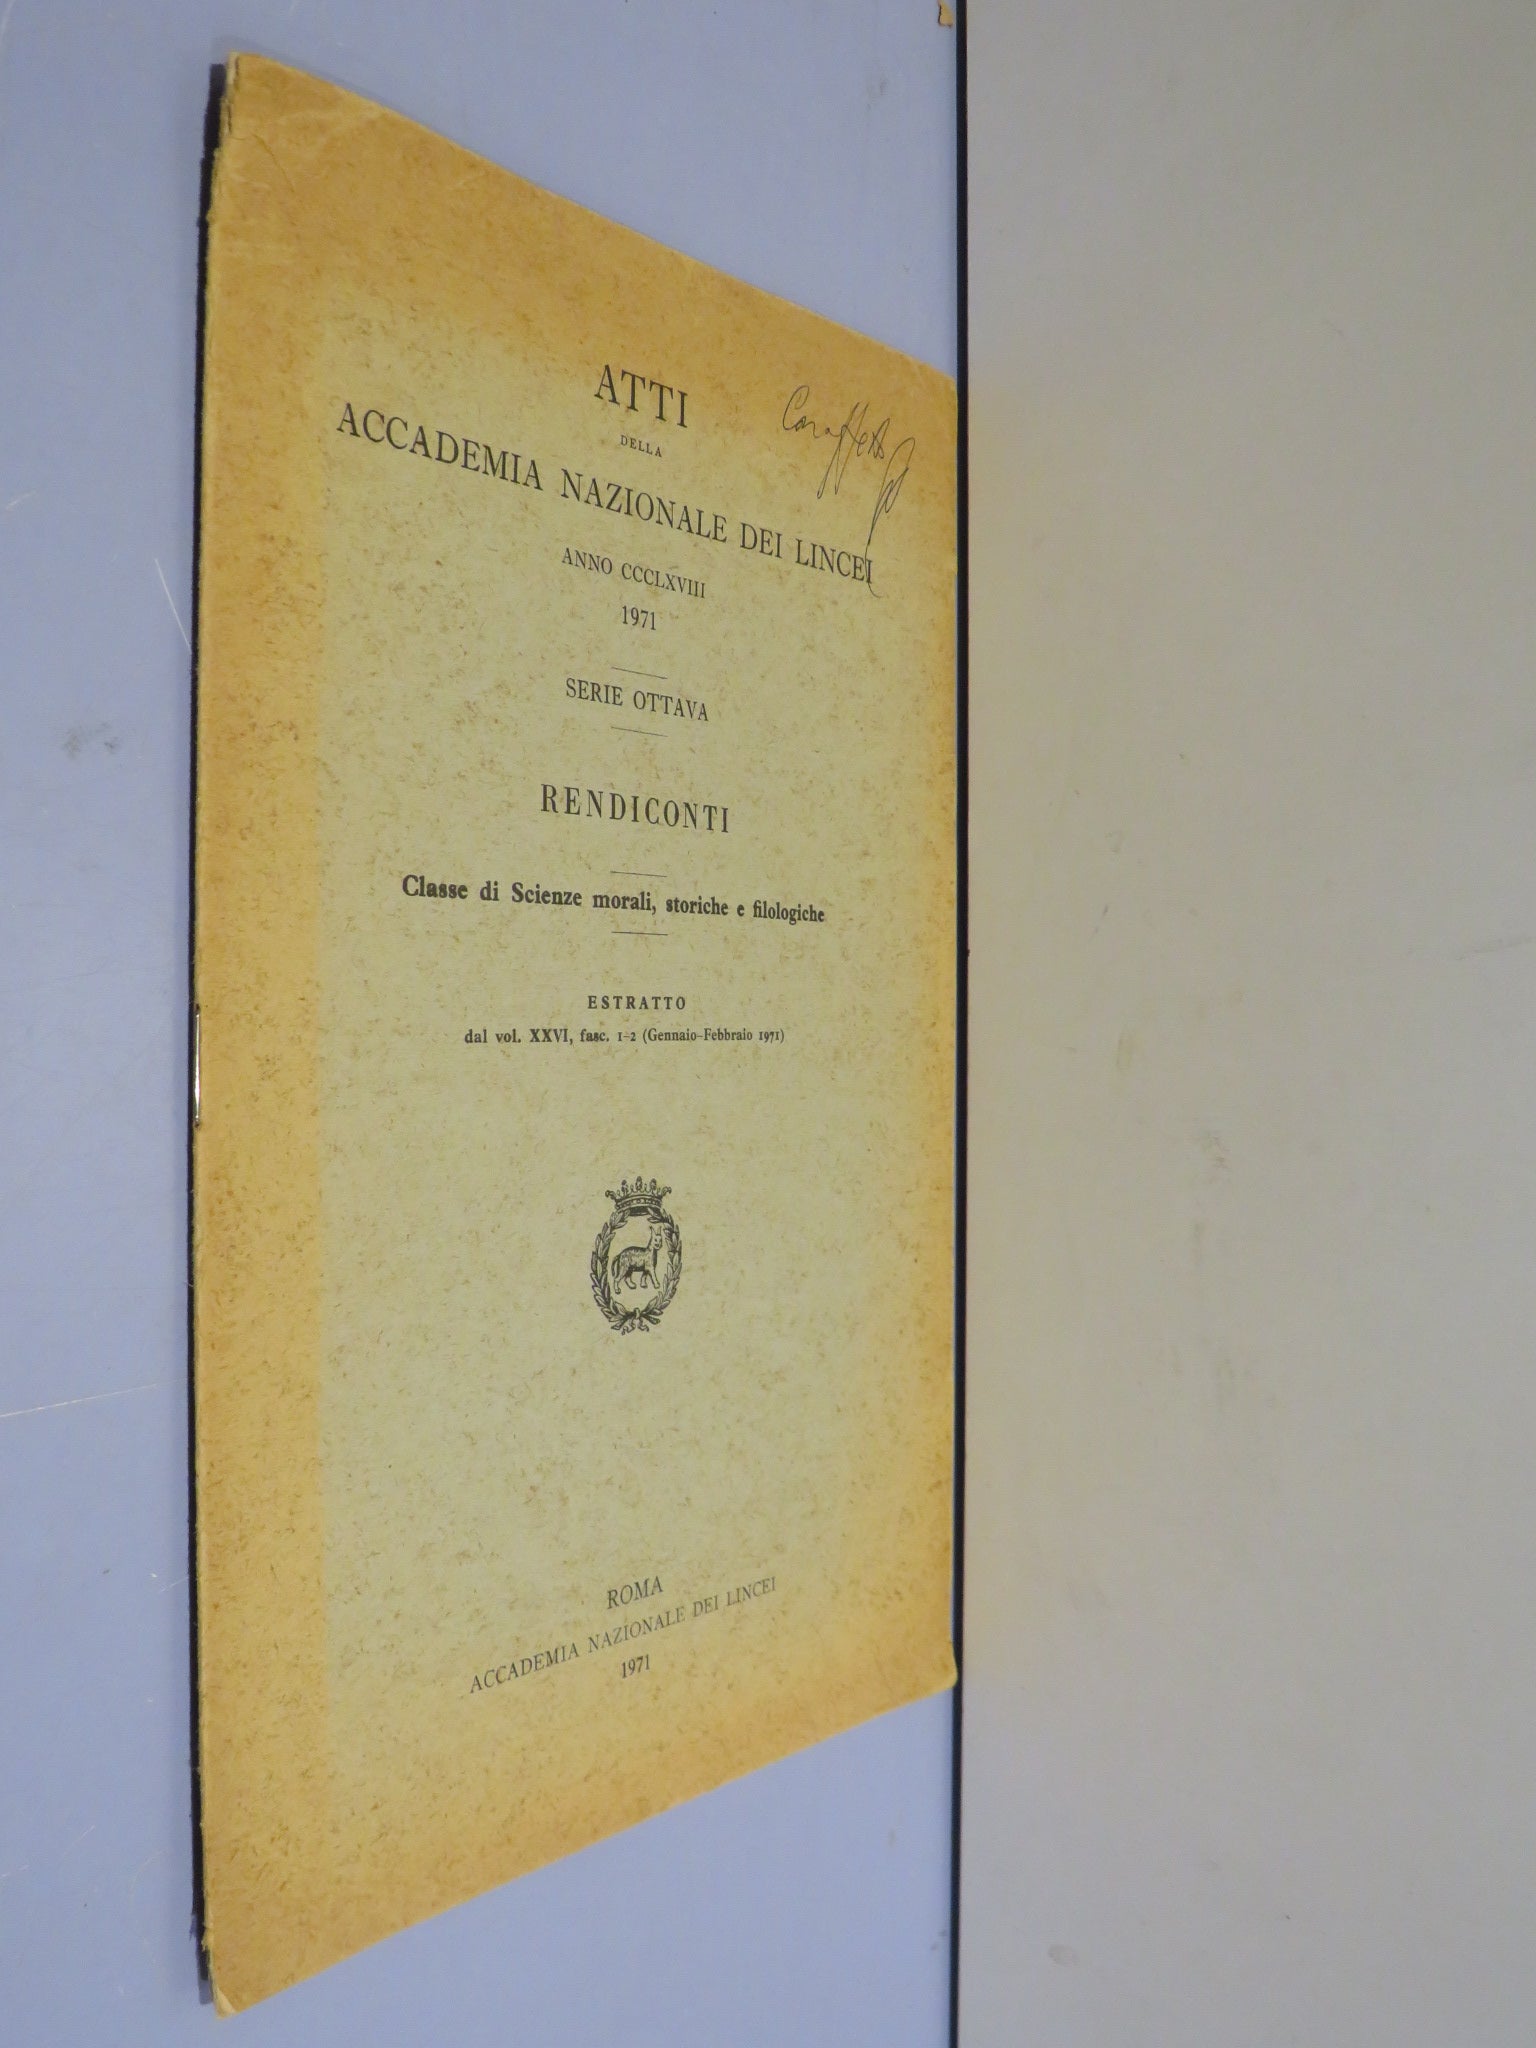 ATTI
DELLA
ACCADEMIA NAZIONALE DEI LINCEI
ANNO CCCLXVIII
1971
SERIE OTTAVA
RENDICONTI
Classe di Scienze morali, storiche e filologiche
ESTRATTO
dal vol. XXVI, fasc. 1-2 (Gennaio-Febbraio 1971)
ROMA
ACCADEMIA NAZIONALE DEI LINCEI
1971